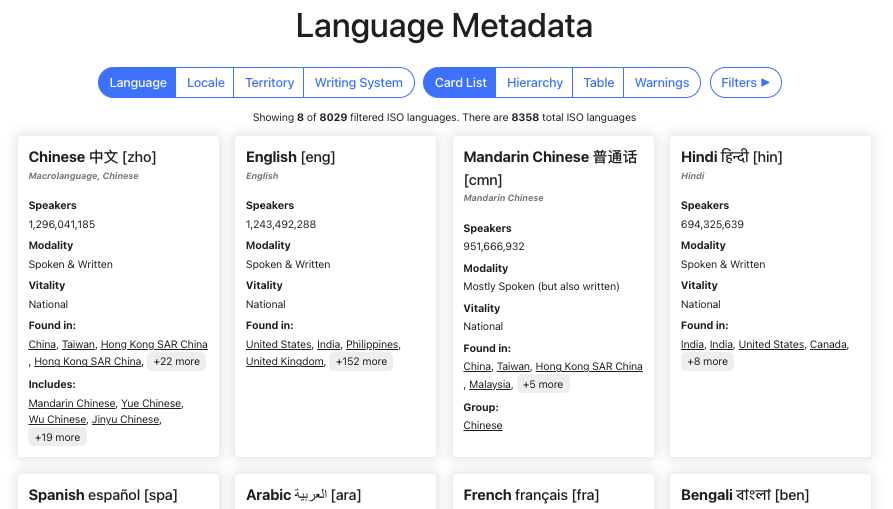 Language Metadata
Language Locale Territory Writing System Card List Hierarchy Table Warnings Filters ▶
Showing 8 of 8029 filtered ISO languages. There are 8358 total ISO languages
Chinese 中文 [zho]
Macrolanguage, Chinese
Speakers
1,296,041,185
Modality
Spoken & Written
Vitality
National
Found in:
China, Taiwan, Hong Kong SAR China
, Hong Kong SAR China, +22 more
Includes:
Mandarin Chinese, Yue Chinese,
Wu Chinese, Jinyu Chinese,
+19 more
English [eng]
English
Speakers
1,243,492,288
Modality
Spoken & Written
Vitality
National
Found in:
United States, India, Philippines,
United Kingdom, +152 more
Mandarin Chinese 普通话
[cmn]
Mandarin Chinese
Speakers
951,666,932
Modality
Mostly Spoken (but also written)
Vitality
National
Found in:
China, Taiwan, Hong Kong SAR China
, Malaysia, +5 more
Group:
Chinese
Hindi हिन्दी [hin]
Hindi
Speakers
694,325,639
Modality
Spoken & Written
Vitality
National
Found in:
India, India, United States, Canada,
+8 more
Spanish español [spa]
Arabic العربية [ara]
French français [fra]
Bengali বাংলা [ben]